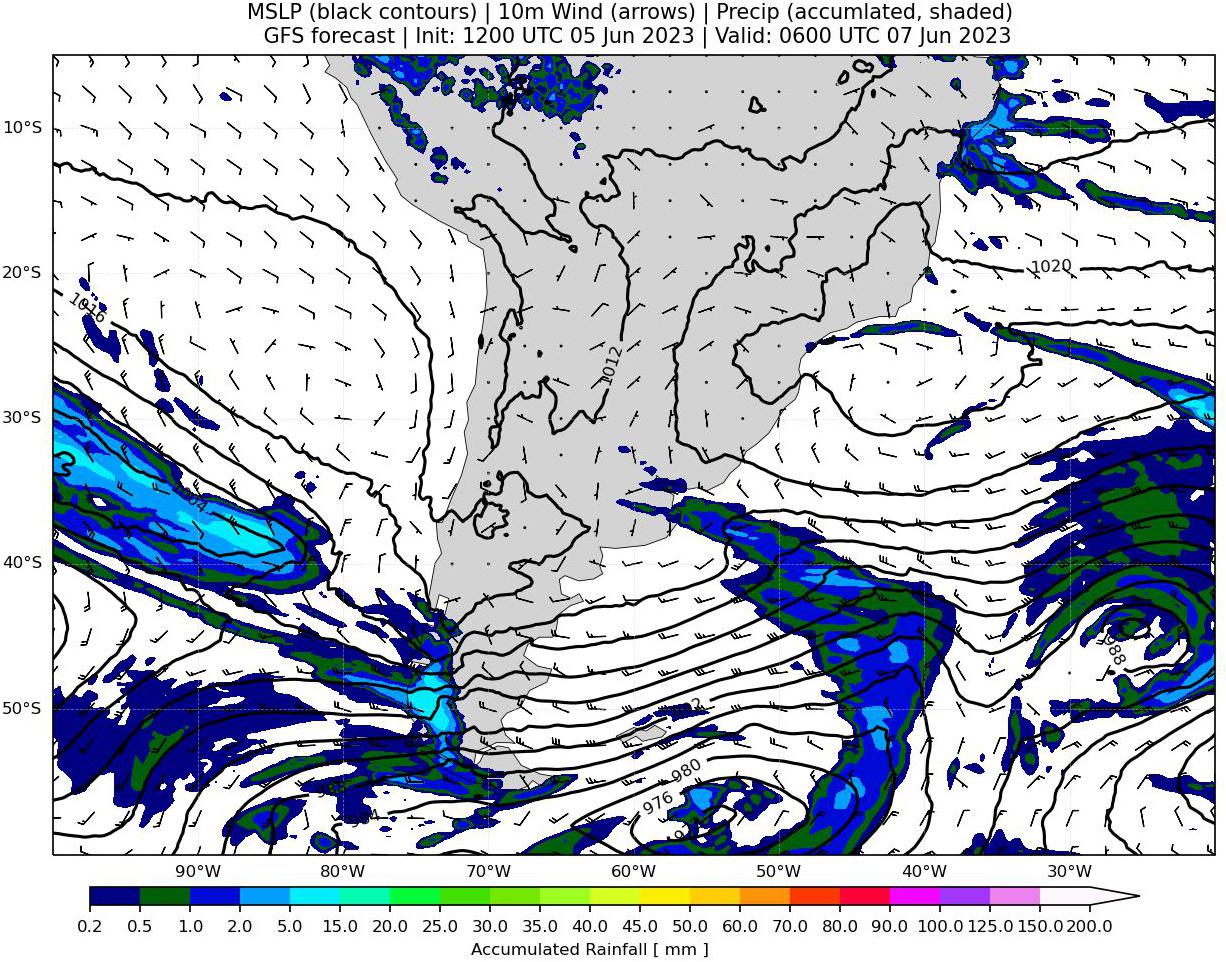 MSLP (black contours) | 10m Wind (arrows) | Precip (accumlated, shaded)
GFS forecast | Init: 1200 UTC 05 Jun 2023 | Valid: 0600 UTC 07 Jun 2023
10°S
20°S
30°S
40°S
50°S
1020
1016
1012
988
980
976
90°W
80°W
70°W
60°W
50°W
40°W
30°W
0.2 0.5 1.0 2.0 5.0 10.0 15.0 20.0 25.0 30.0 35.0 40.0 45.0 50.0 60.0 70.0 80.0 90.0 100.0 125.0 150.0 200.0
Accumulated Rainfall [ mm ]